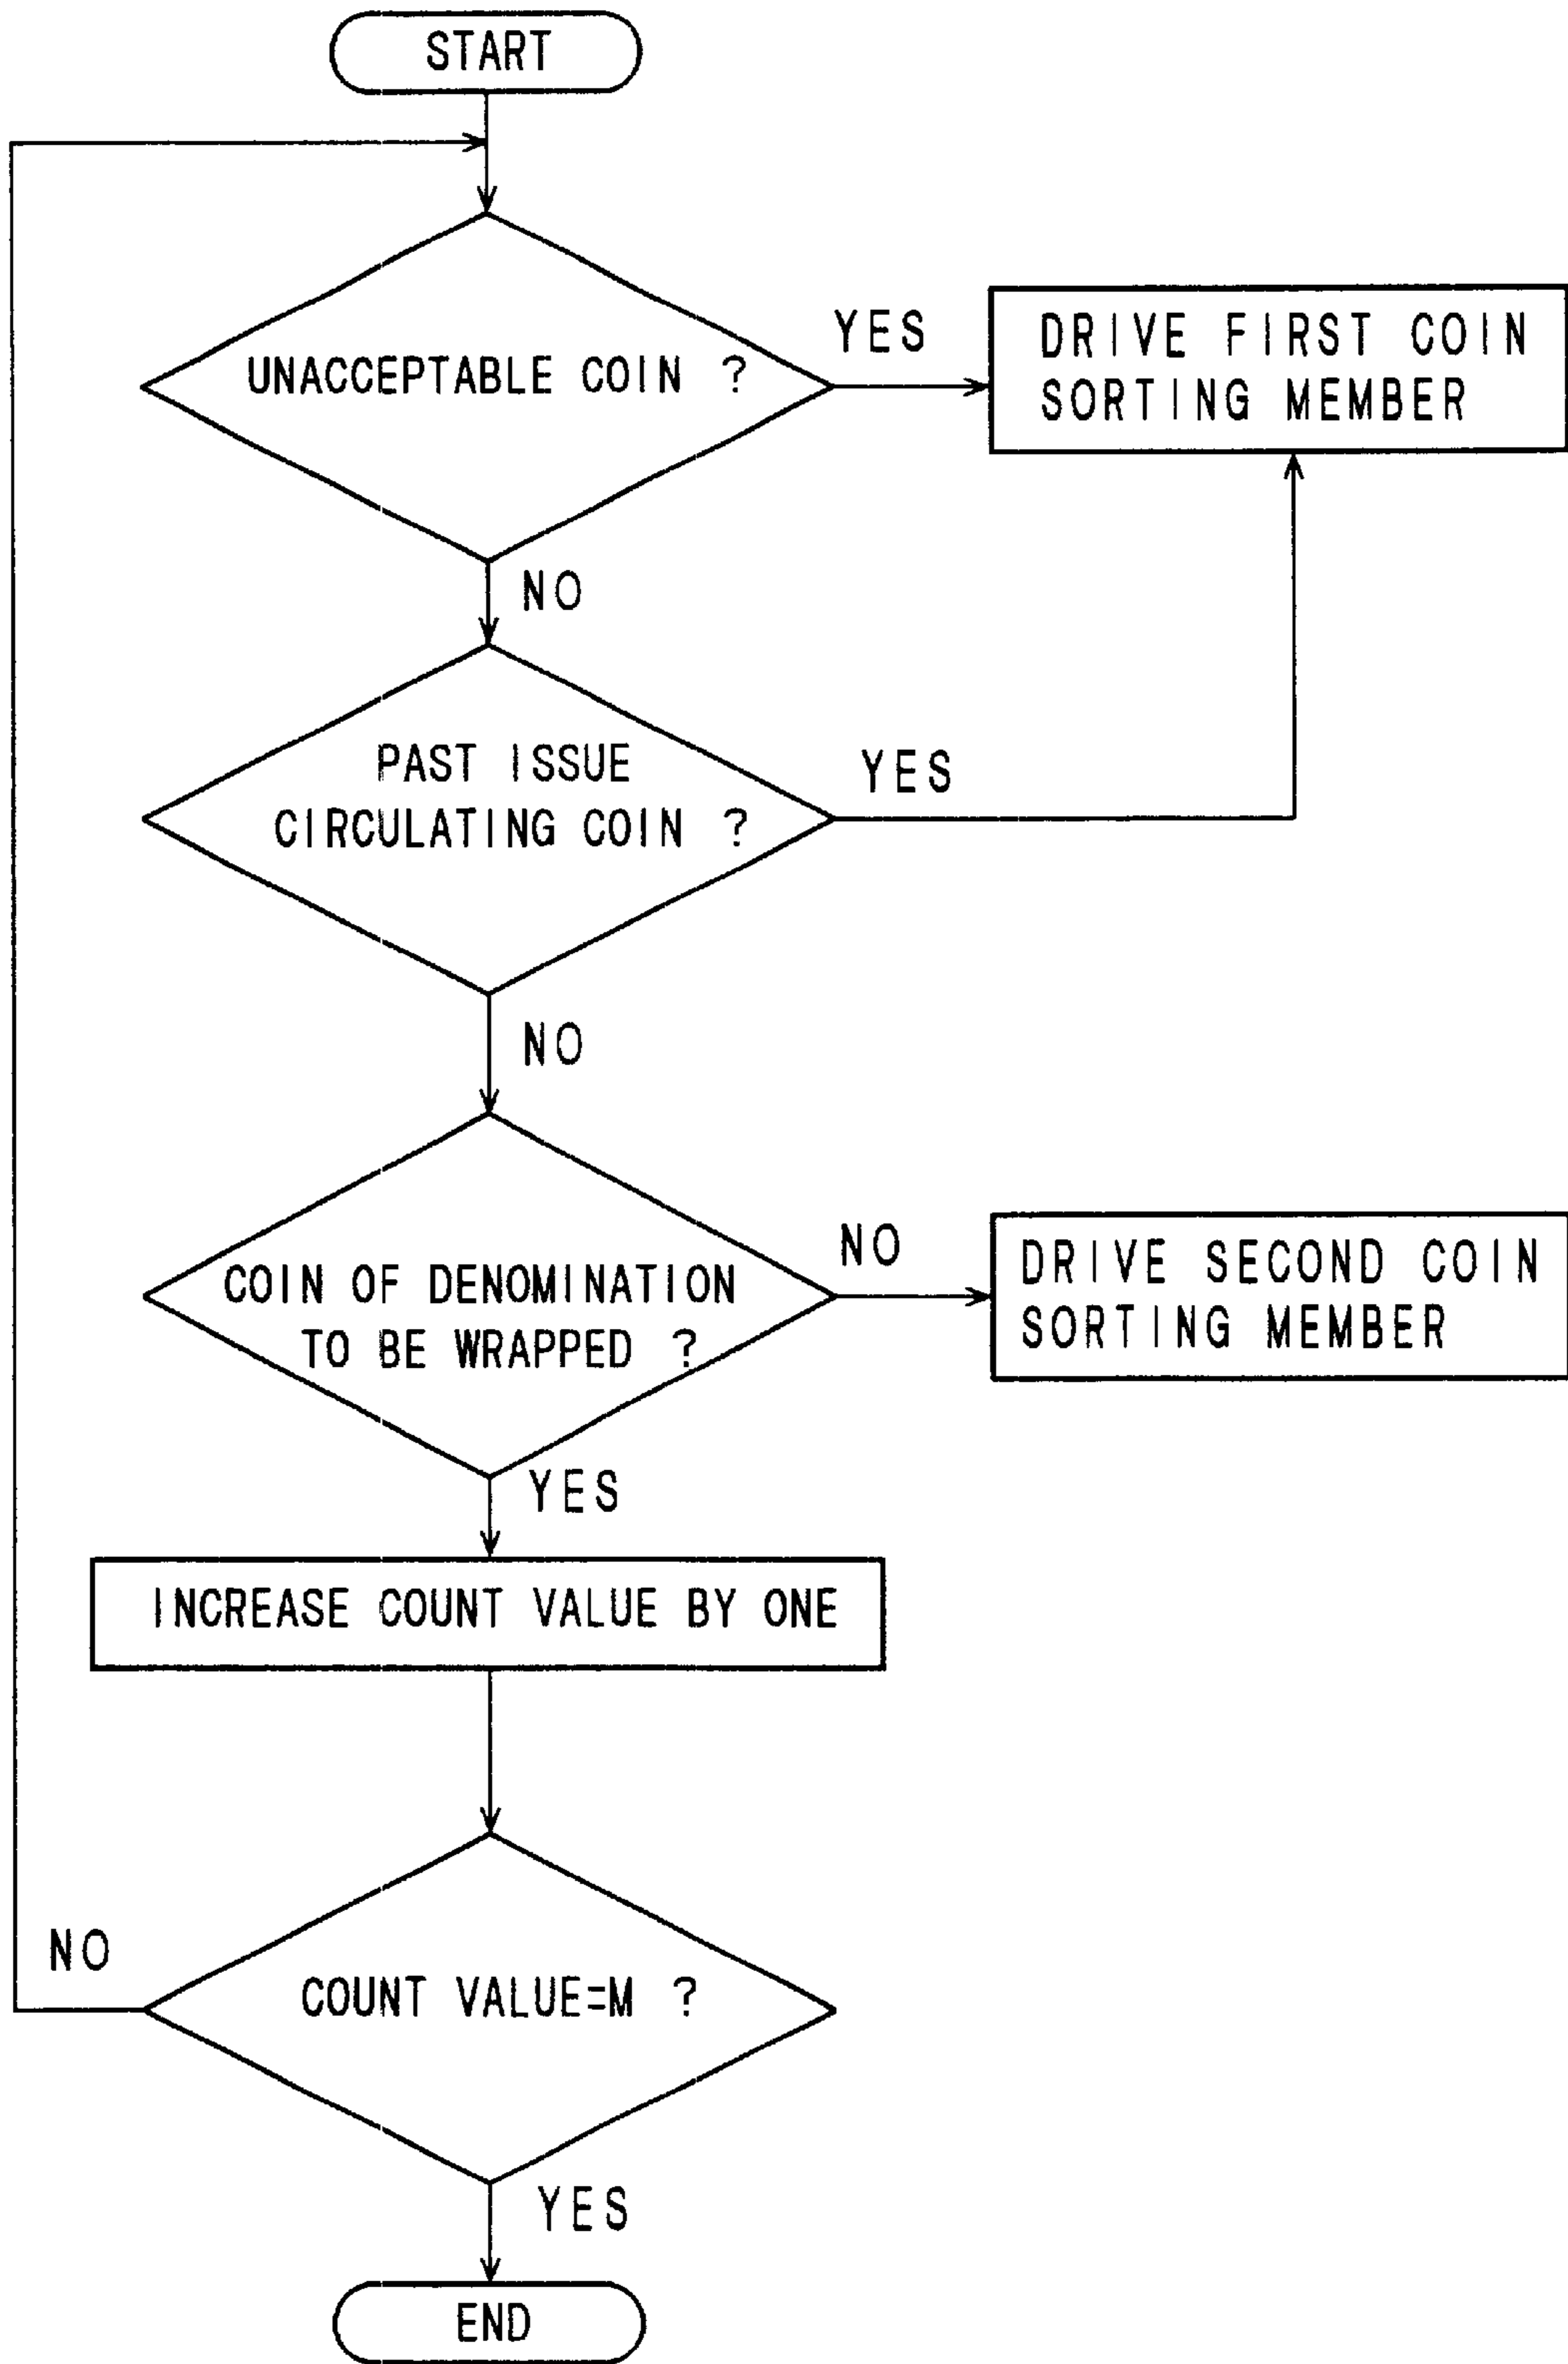 START
UNACCEPTABLE COIN ?
YES
DRIVE FIRST COIN
SORTING MEMBER
NO
PAST ISSUE
CIRCULATING COIN ?
YES
NO
COIN OF DENOMINATION
TO BE WRAPPED ?
NO
DRIVE SECOND COIN
SORTING MEMBER
YES
INCREASE COUNT VALUE BY ONE
COUNT VALUE=M ?
NO
YES
END